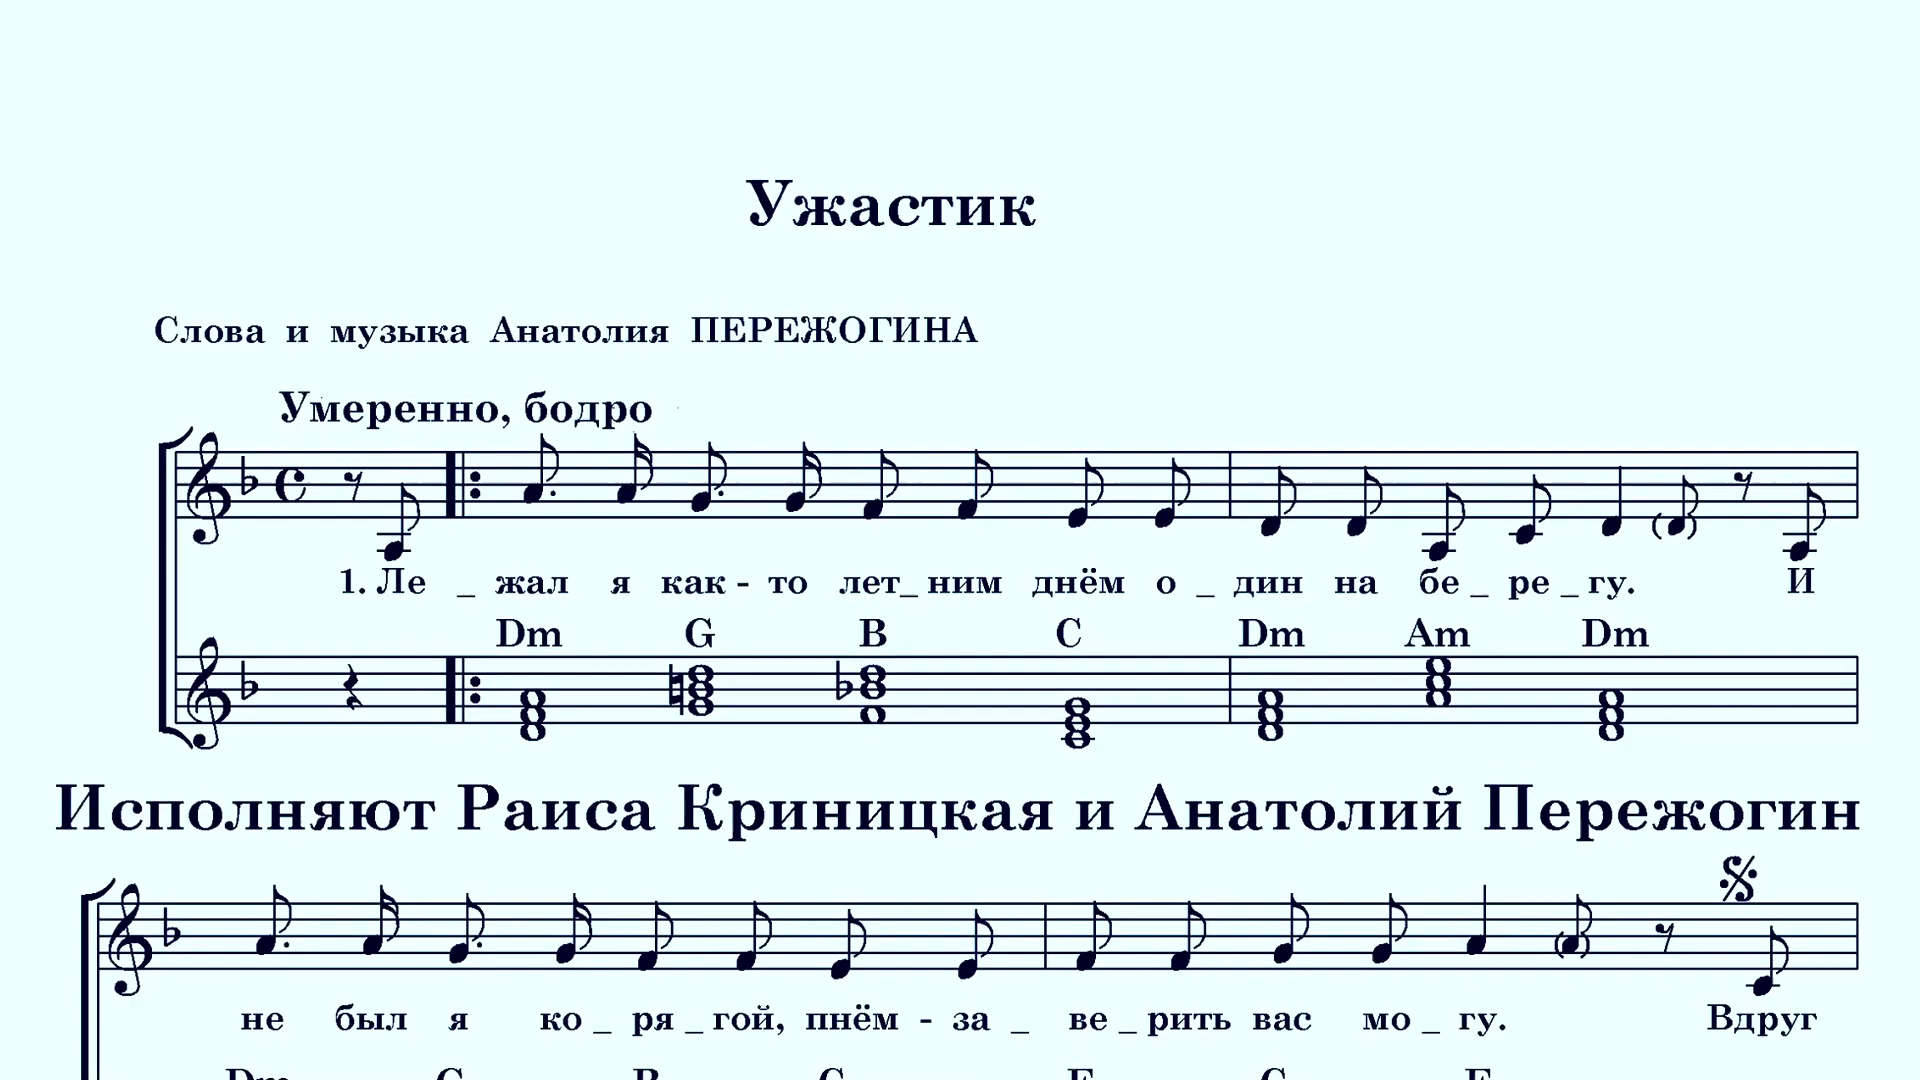 Ужастик
Слова и музыка Анатолия ПЕРЕЖОГИНА
Умеренно, бодро
1. Ле _ жал я как - то лет_ ним днём о _ дин на бе _ ре _ гу. И
Dm G B C Dm Am Dm
Исполняют Раиса Криницкая и Анатолий Пережогин
не был я ко _ ря _ гой, пнём - за _ ве _ рить вас мо _ гу. Вдруг